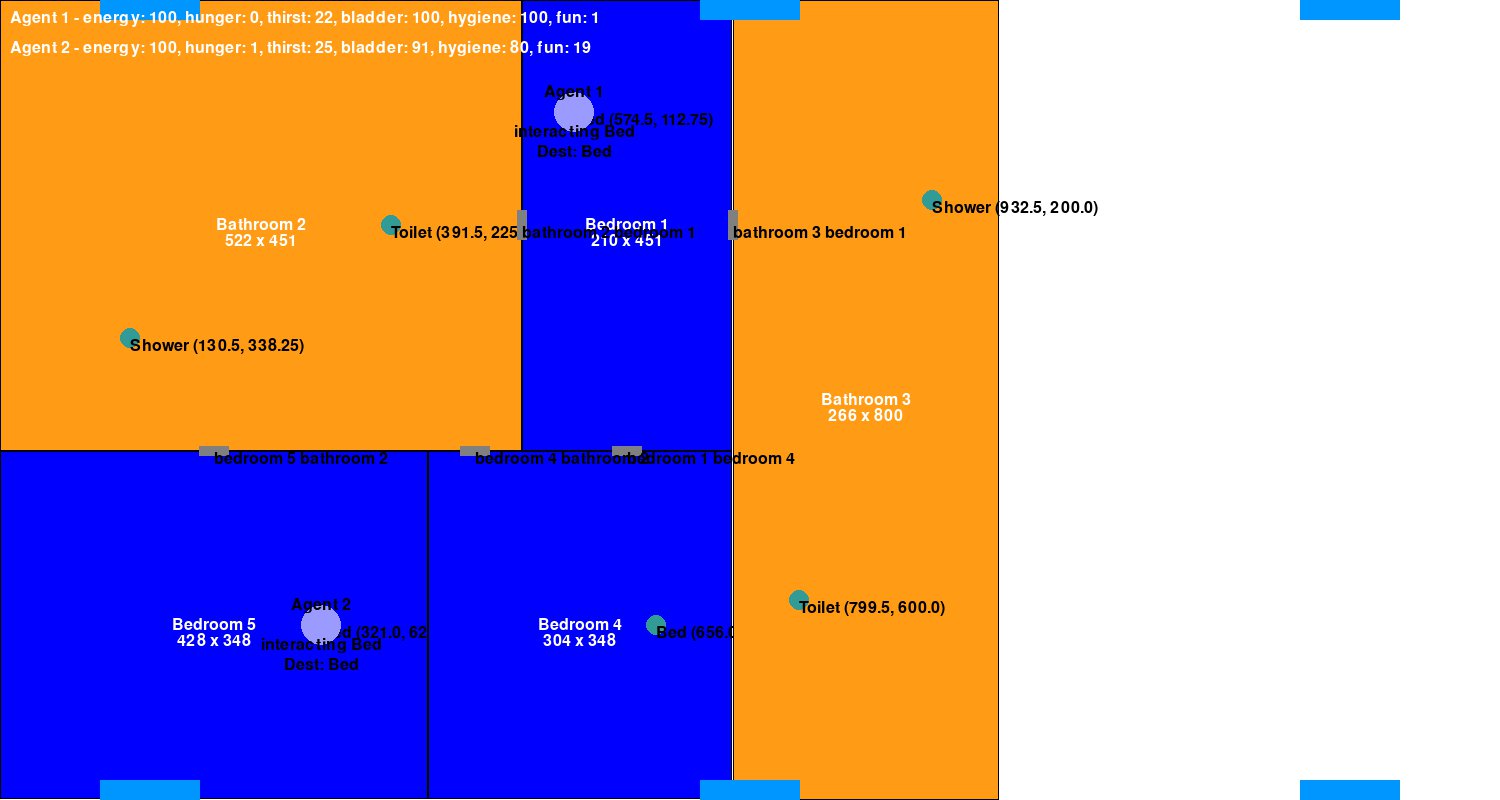 Agent 1 - energy: 100, hunger: 0, thirst: 22, bladder: 100, hygiene: 100, fun: 1
Agent 2 - energy: 100, hunger: 1, thirst: 25, bladder: 91, hygiene: 80, fun: 19
Agent 1
(574.5, 112.75)
interacting Bed
Dest: Bed
Shower (932.5, 200.0)
Bathroom 2
522 x 451
Toilet (391.5, 225
bathroom 2 bedroom 1
Bedroom 1
210 x 451
bathroom 3 bedroom 1
Shower (130.5, 338.25)
Bathroom 3
266 x 800
bedroom 5 bathroom 2
bedroom 4 bathroom 2
bedroom 1 bedroom 4
Agent 2
(321.0, 62
interacting Bed
Dest: Bed
Bedroom 5
428 x 348
Bedroom 4
304 x 348
Bed (656.0
Toilet (799.5, 600.0)